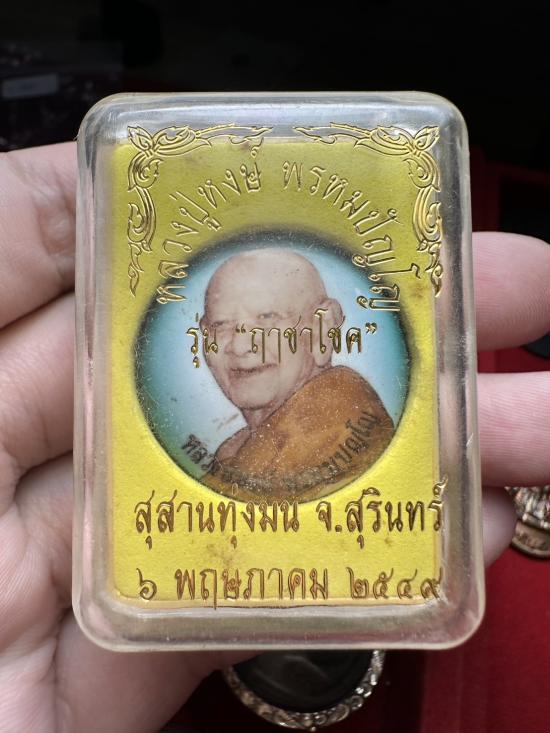 หลวงปู่หงษ์ พรหมปัญโญ
รุ่น “ฤาชาโชค”
สุสานทุ่งมน จ.สุรินทร์
๖ พฤษภาคม ๒๕๔๙